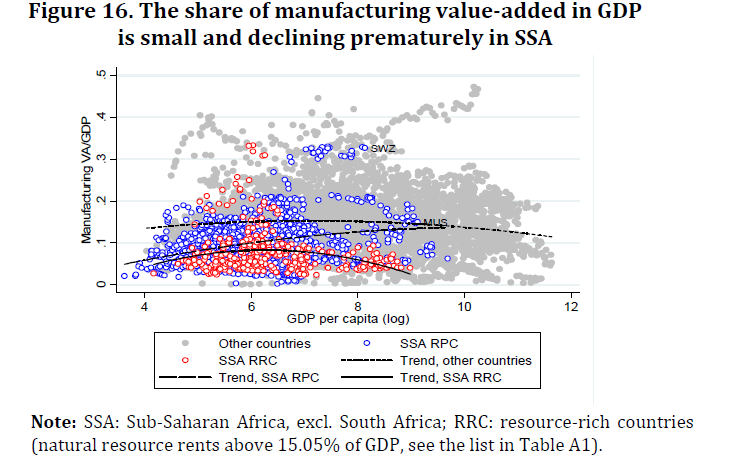 Figure 16. The share of manufacturing value-added in GDP
is small and declining prematurely in SSA
.5
.4
.3
.2
.1
0
Manufacturing VA/GDP
SWZ
MUS
4 6 8 10 12
GDP per capita (log)
Other countries SSA RPC
SSA RRC Trend, other countries
Trend, SSA RPC Trend, SSA RRC
Note: SSA: Sub-Saharan Africa, excl. South Africa; RRC: resource-rich countries
(natural resource rents above 15.05% of GDP, see the list in Table A1).